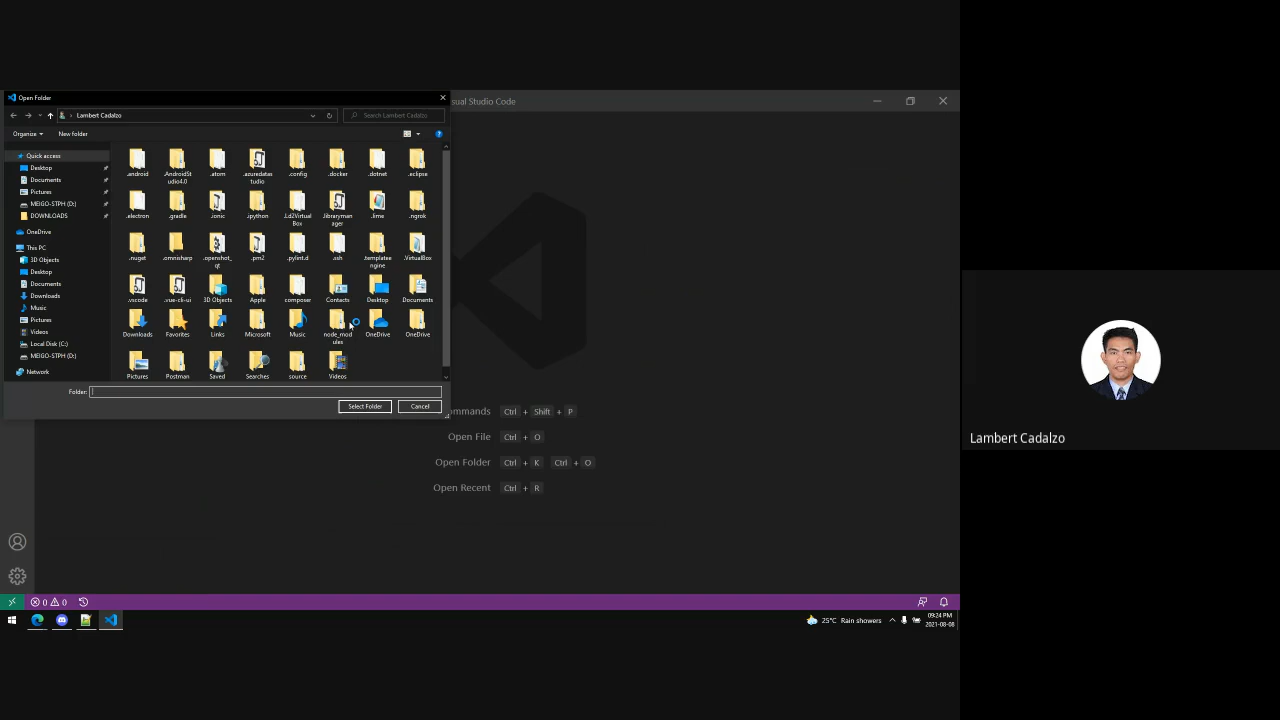 Open Folder
Visual Studio Code
Lambert Cadalzo
Search Lambert Cadalzo
Organize
New folder
Quick access
Desktop
Documents
Pictures
MEIGO-STPH (D:)
DOWNLOADS
OneDrive
This PC
3D Objects
Desktop
Documents
Downloads
Music
Pictures
Videos
Local Disk (C:)
MEIGO-STPH (D:)
Network
.android
.AndroidStudio4.0
.atom
.azuredatastudio
.config
.docker
.dotnet
.eclipse
.electron
.gradle
.ionic
.ipython
.Ld2VirtualBox
.librarymanager
.lime
.ngrok
.nuget
.omnisharp
.openshot_qt
.pm2
.pylint.d
.ssh
.templateengine
.VirtualBox
.vscode
.vue-cli-ui
3D Objects
Apple
composer
Contacts
Desktop
Documents
Downloads
Favorites
Links
Microsoft
Music
node_modules
OneDrive
OneDrive
Pictures
Postman
Saved
Searches
source
Videos
Folder:
Select Folder
Cancel
ommands Ctrl + Shift + P
Open File Ctrl + O
Open Folder Ctrl + K Ctrl + O
Open Recent Ctrl + R
0 0
25°C Rain showers
09:24 PM
2021-08-08
Lambert Cadalzo